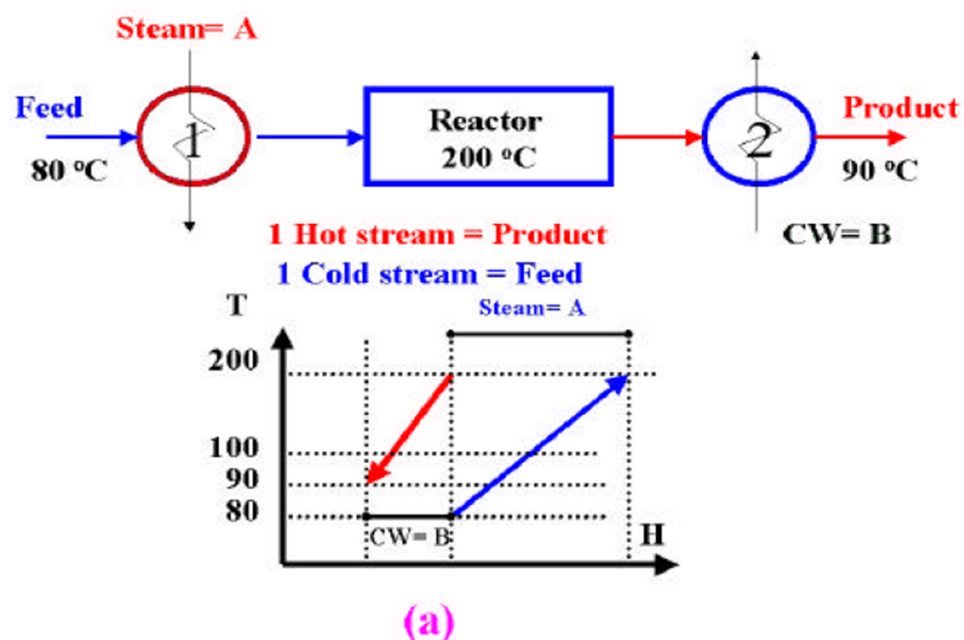 Steam= A
Feed
80 °C
1
Reactor
200 °C
2
Product
90 °C
CW= B
1 Hot stream = Product
1 Cold stream = Feed
T
Steam= A
200
100
90
80
CW= B
H
(a)